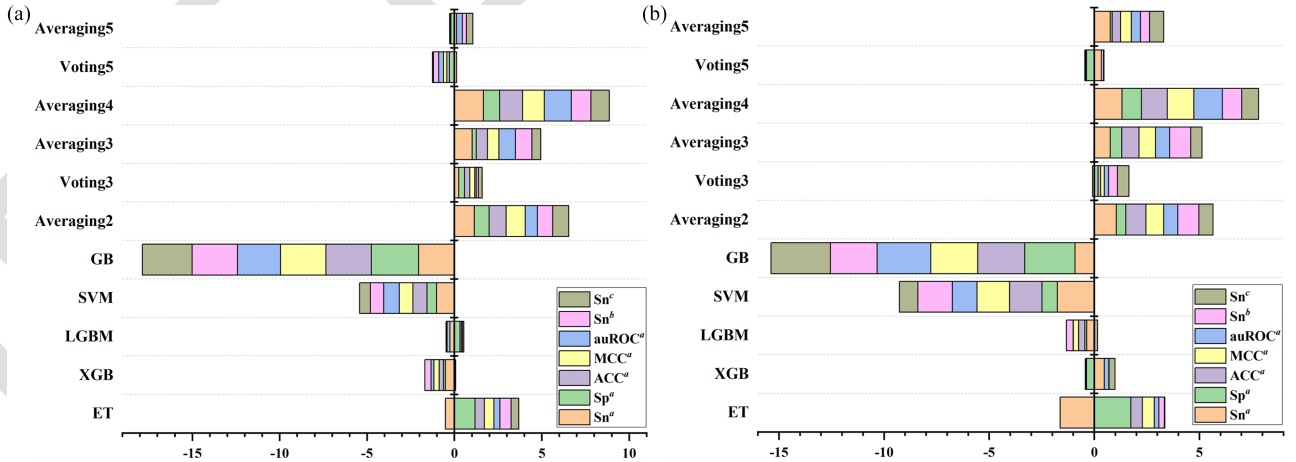 (a)
Averaging5
Voting5
Averaging4
Averaging3
Voting3
Averaging2
GB
SVM
LGBM
XGB
ET
-15 -10 -5 0 5 10
Snᶜ
Snᵇ
auROCᵃ
MCCᵃ
ACCᵃ
Spᵃ
Snᵃ
(b)
Averaging5
Voting5
Averaging4
Averaging3
Voting3
Averaging2
GB
SVM
LGBM
XGB
ET
-15 -10 -5 0 5
Snᶜ
Snᵇ
auROCᵃ
MCCᵃ
ACCᵃ
Spᵃ
Snᵃ